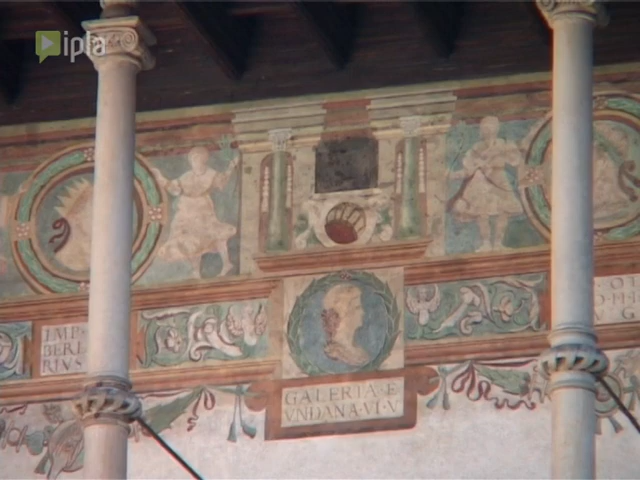 ipla
IMP
BERI
RIVS
GALERIA E
VNDANA VI V